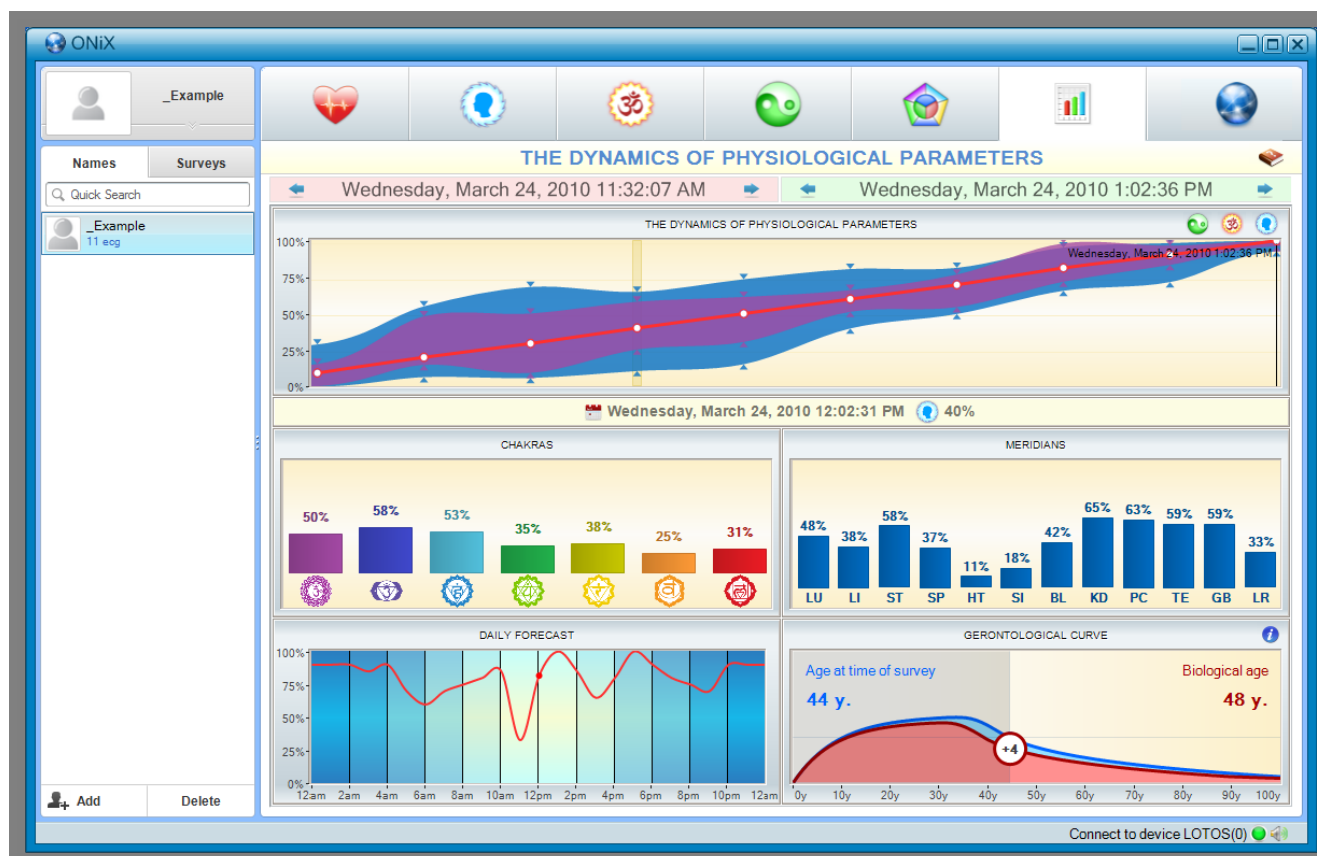 ONiX
_Example
Names Surveys
Quick Search
_Example
11 ecg
Add Delete
THE DYNAMICS OF PHYSIOLOGICAL PARAMETERS
Wednesday, March 24, 2010 11:32:07 AM Wednesday, March 24, 2010 1:02:36 PM
THE DYNAMICS OF PHYSIOLOGICAL PARAMETERS
Wednesday, March 24, 2010 1:02:36 PM
100%
75%
50%
25%
0%
Wednesday, March 24, 2010 12:02:31 PM 40%
CHAKRAS
50% 58% 53% 35% 38% 25% 31%
MERIDIANS
48% 38% 58% 37% 11% 18% 42% 65% 63% 59% 59% 33%
LU LI ST SP HT SI BL KD PC TE GB LR
DAILY FORECAST
100%
75%
50%
25%
0%
12am 2am 4am 6am 8am 10am 12pm 2pm 4pm 6pm 8pm 10pm 12am
GERONTOLOGICAL CURVE
Age at time of survey Biological age
44 y. 48 y.
+4
0y 10y 20y 30y 40y 50y 60y 70y 80y 90y 100y
Connect to device LOTOS(0)